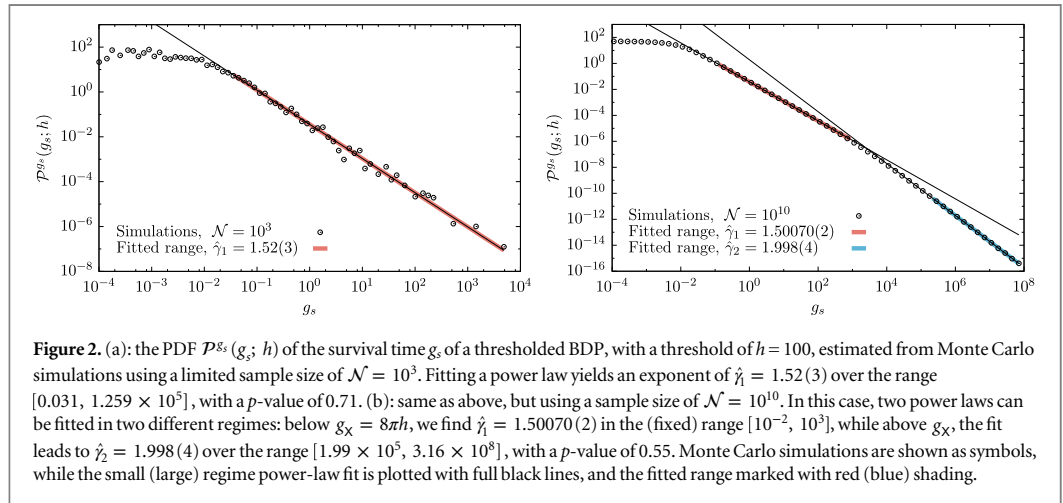 10^2
10^0
10^−2
10^−4
10^−6
10^−8
𝒫^{g_s}(g_s; h)
Simulations, 𝒩 = 10^3
Fitted range, γ̂_1 = 1.52(3)
10^−4 10^−3 10^−2 10^−1 10^0 10^1 10^2 10^3 10^4
g_s
10^2
10^0
10^−2
10^−4
10^−6
10^−8
10^−10
10^−12
10^−14
10^−16
𝒫^{g_s}(g_s; h)
Simulations, 𝒩 = 10^10
Fitted range, γ̂_1 = 1.50070(2)
Fitted range, γ̂_2 = 1.998(4)
10^−4 10^−2 10^0 10^2 10^4 10^6 10^8
g_s
Figure 2. (a): the PDF 𝒫^{g_s}(g_s; h) of the survival time g_s of a thresholded BDP, with a threshold of h = 100, estimated from Monte Carlo
simulations using a limited sample size of 𝒩 = 10^3. Fitting a power law yields an exponent of γ̂_1 = 1.52(3) over the range
[0.031, 1.259 × 10^5], with a p-value of 0.71. (b): same as above, but using a sample size of 𝒩 = 10^10. In this case, two power laws can
be fitted in two different regimes: below g_X = 8πh, we find γ̂_1 = 1.50070(2) in the (fixed) range [10^−2, 10^3], while above g_X, the fit
leads to γ̂_2 = 1.998(4) over the range [1.99 × 10^5, 3.16 × 10^8], with a p-value of 0.55. Monte Carlo simulations are shown as symbols,
while the small (large) regime power-law fit is plotted with full black lines, and the fitted range marked with red (blue) shading.